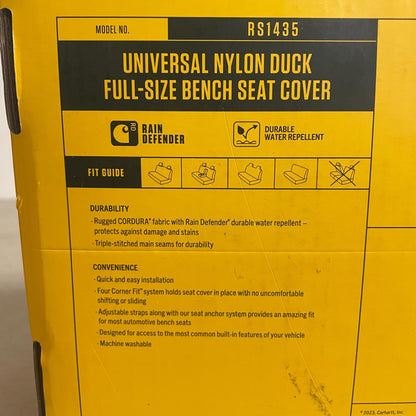 MODEL NO. RS1435
UNIVERSAL NYLON DUCK
FULL-SIZE BENCH SEAT COVER
RD
RAIN
DEFENDER
DURABLE
WATER REPELLENT
FIT GUIDE
DURABILITY
· Rugged CORDURA® fabric with Rain Defender® durable water repellent –
protects against damage and stains
· Triple-stitched main seams for durability
CONVENIENCE
· Quick and easy installation
· Four Corner Fit™ system holds seat cover in place with no uncomfortable
shifting or sliding
· Adjustable straps along with our seat anchor system provides an amazing fit
for most automotive bench seats
· Designed for access to the most common built-in features of your vehicle
· Machine washable
©2023, Carhartt, Inc.